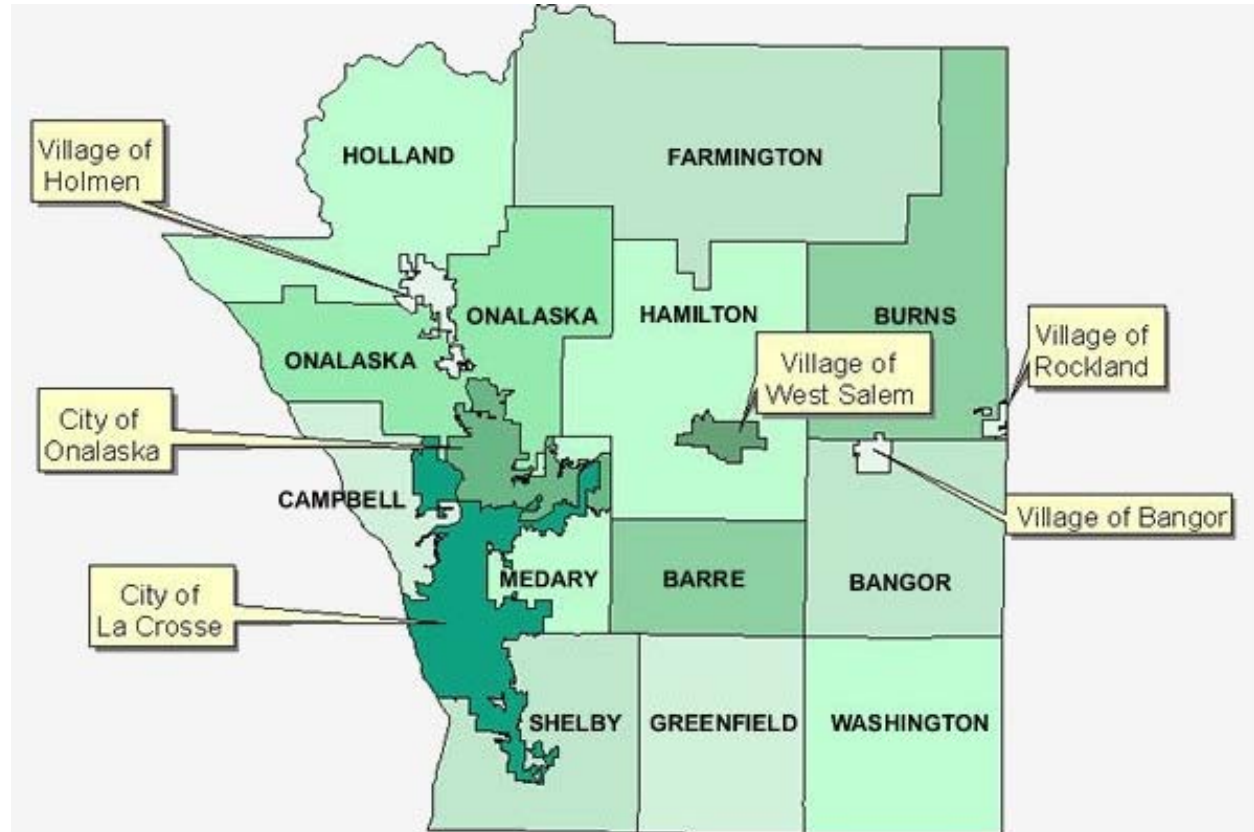 HOLLAND
FARMINGTON
Village of
Holmen
ONALASKA
HAMILTON
BURNS
Village of
Rockland
ONALASKA
Village of
West Salem
City of
Onalaska
CAMPBELL
Village of Bangor
City of
La Crosse
MEDARY
BARRE
BANGOR
SHELBY
GREENFIELD
WASHINGTON